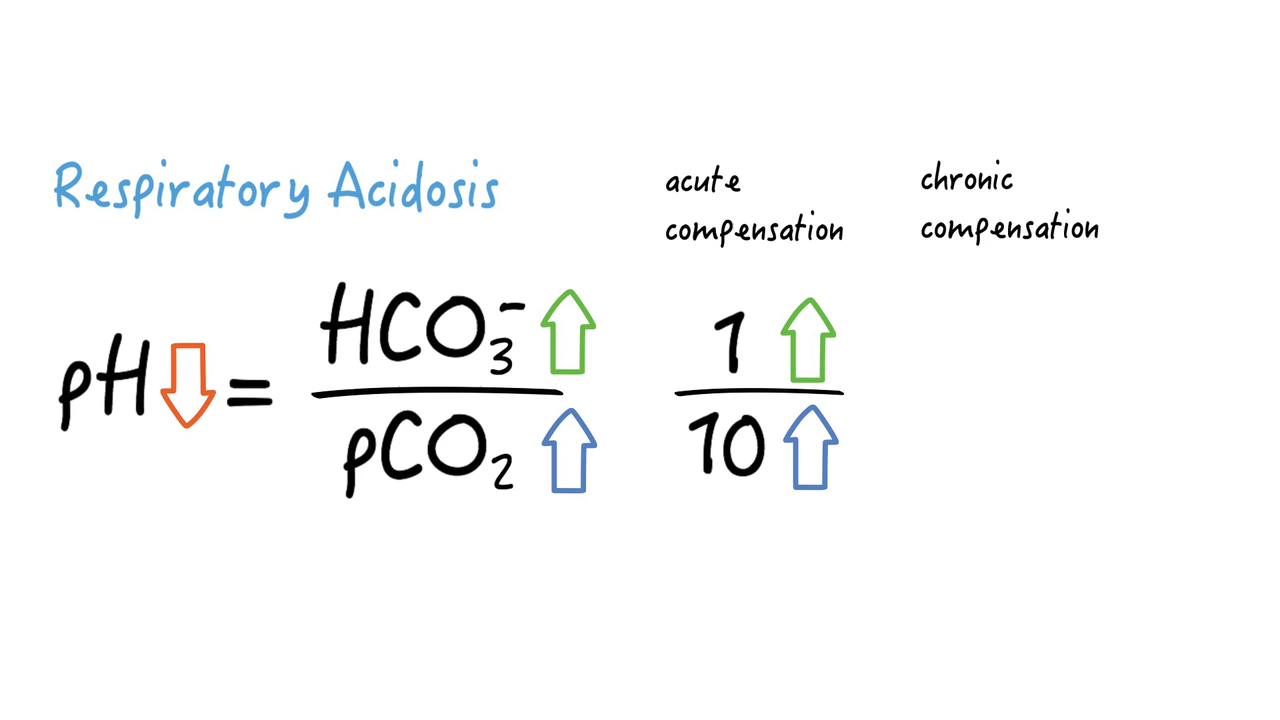 Respiratory Acidosis
acute
compensation
chronic
compensation
pH = HCO₃⁻
pCO₂
1
10